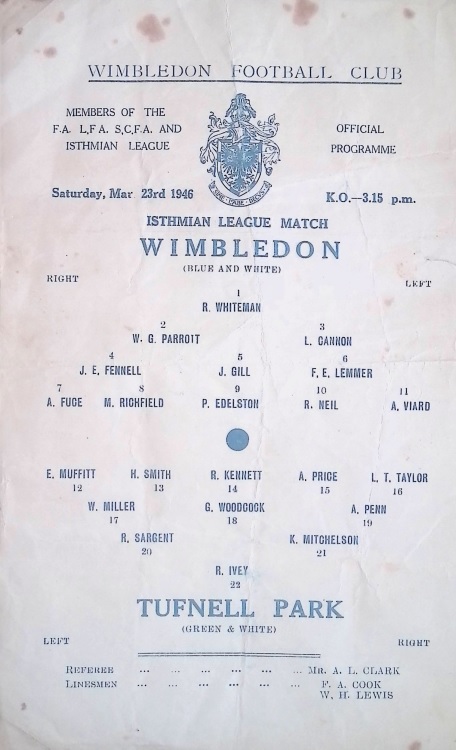 WIMBLEDON FOOTBALL CLUB
MEMBERS OF THE
F.A. L.F.A. S.C.F.A. AND
ISTHMIAN LEAGUE
OFFICIAL
PROGRAMME
Saturday, Mar 23rd 1946
K.O.—3.15 p.m.
ISTHMIAN LEAGUE MATCH
WIMBLEDON
(BLUE AND WHITE)
RIGHT LEFT
1
R. WHITEMAN
2 3
W. G. PARROTT L. CANNON
4 5 6
J. E. FENNELL J. GILL F. E. LEMMER
7 8 9 10 11
A. FUGE M. RICHFIELD P. EDELSTON R. NEIL A. VIARD
E. MUFFITT H. SMITH R. KENNETT A. PRICE L. T. TAYLOR
12 13 14 15 16
W. MILLER G. WOODCOCK A. PENN
17 18 19
R. SARGENT K. MITCHELSON
20 21
R. IVEY
22
TUFNELL PARK
(GREEN & WHITE)
LEFT RIGHT
REFEREE ... ... ... ... ... ... MR. A. L. CLARK
LINESMEN ... ... ... ... ... ... F. A. COOK
W. H. LEWIS